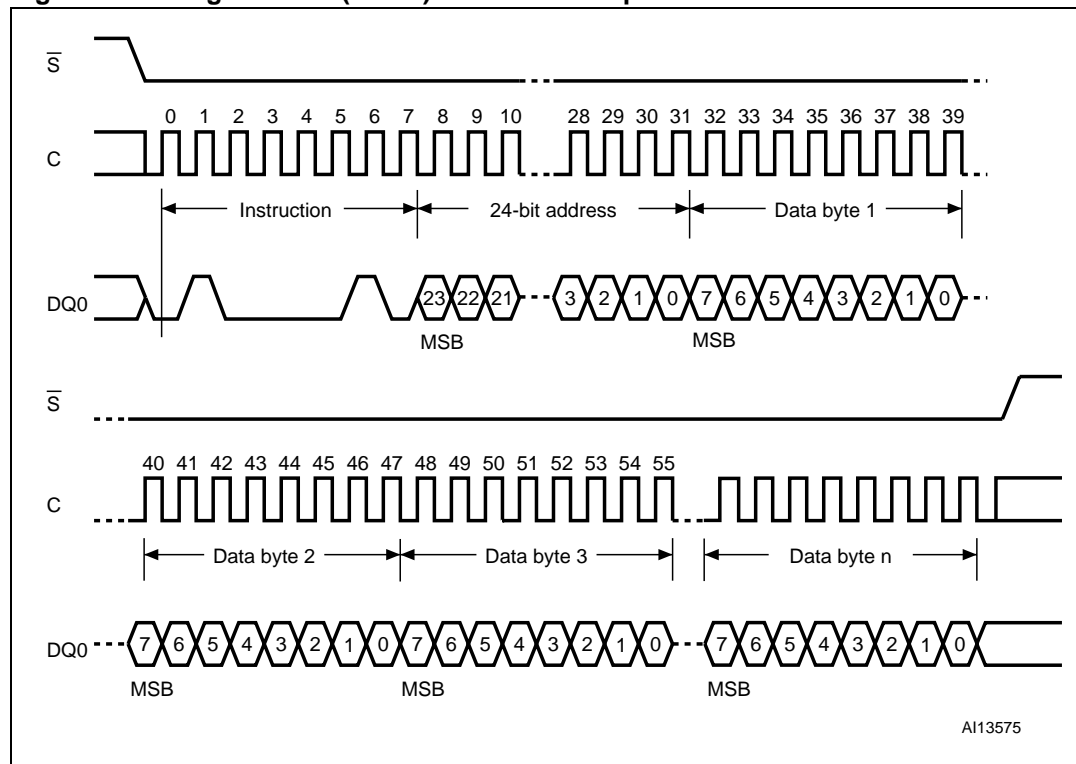 S
0 1 2 3 4 5 6 7 8 9 10 28 29 30 31 32 33 34 35 36 37 38 39
C
Instruction 24-bit address Data byte 1
DQ0 23 22 21 3 2 1 0 7 6 5 4 3 2 1 0
MSB MSB
S
40 41 42 43 44 45 46 47 48 49 50 51 52 53 54 55
C
Data byte 2 Data byte 3 Data byte n
DQ0 7 6 5 4 3 2 1 0 7 6 5 4 3 2 1 0 7 6 5 4 3 2 1 0
MSB MSB MSB
AI13575